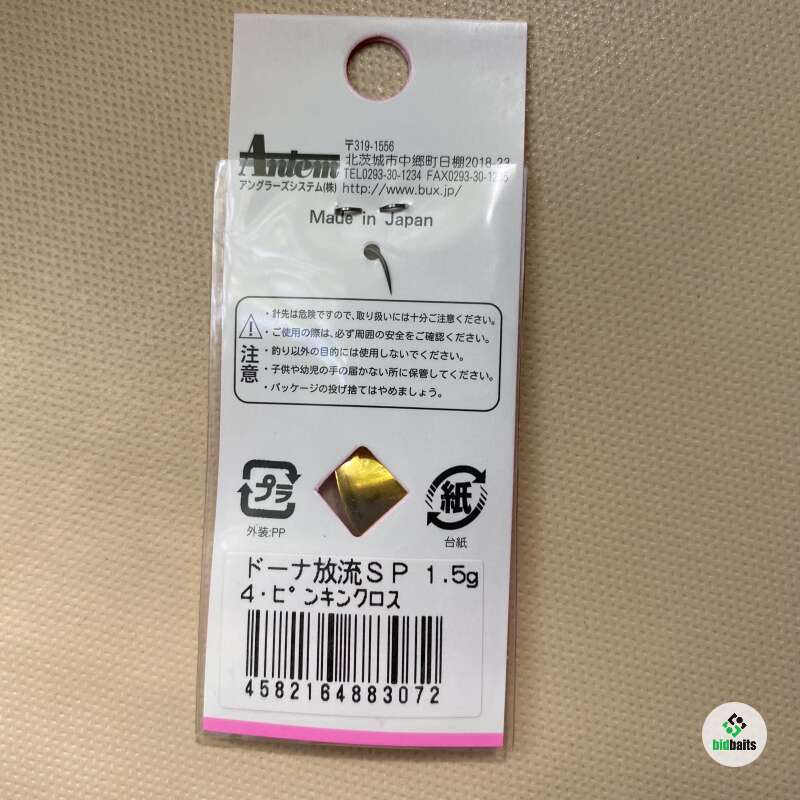 Antem
アングラーズシステム(株)
〒319-1556
北茨城市中郷町日棚2018-23
TEL0293-30-1234 FAX0293-30-1235
http://www.bux.jp/
Made in Japan
注意
・針先は危険ですので、取り扱いには十分ご注意ください。
・ご使用の際は、必ず周囲の安全をご確認ください。
・釣り以外の目的には使用しないでください。
・子供や幼児の手の届かない所に保管してください。
・パッケージの投げ捨てはやめましょう。
プラ
外装:PP
紙
台紙
ドーナ放流SP 1.5g
4・ピンキンクロス
4582164883072
bidbaits